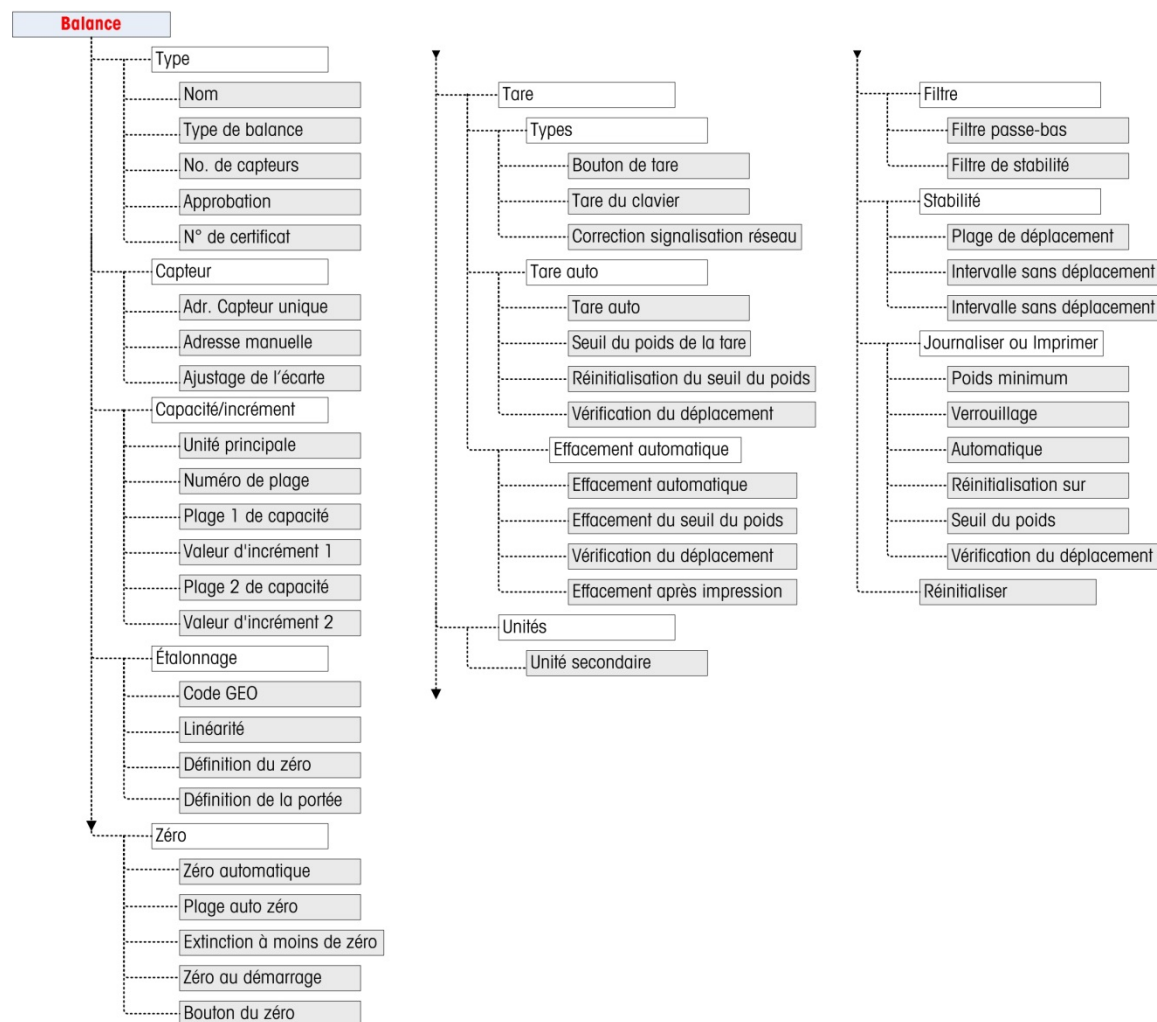 Balance
Type
Nom
Type de balance
No. de capteurs
Approbation
N° de certificat
Capteur
Adr. Capteur unique
Adresse manuelle
Ajustage de l’écarte
Capacité/incrément
Unité principale
Numéro de plage
Plage 1 de capacité
Valeur d'incrément 1
Plage 2 de capacité
Valeur d'incrément 2
Étalonnage
Code GEO
Linéarité
Définition du zéro
Définition de la portée
Zéro
Zéro automatique
Plage auto zéro
Extinction à moins de zéro
Zéro au démarrage
Bouton du zéro
Tare
Types
Bouton de tare
Tare du clavier
Correction signalisation réseau
Tare auto
Tare auto
Seuil du poids de la tare
Réinitialisation du seuil du poids
Vérification du déplacement
Effacement automatique
Effacement automatique
Effacement du seuil du poids
Vérification du déplacement
Effacement après impression
Unités
Unité secondaire
Filtre
Filtre passe-bas
Filtre de stabilité
Stabilité
Plage de déplacement
Intervalle sans déplacement
Intervalle sans déplacement
Journaliser ou Imprimer
Poids minimum
Verrouillage
Automatique
Réinitialisation sur
Seuil du poids
Vérification du déplacement
Réinitialiser